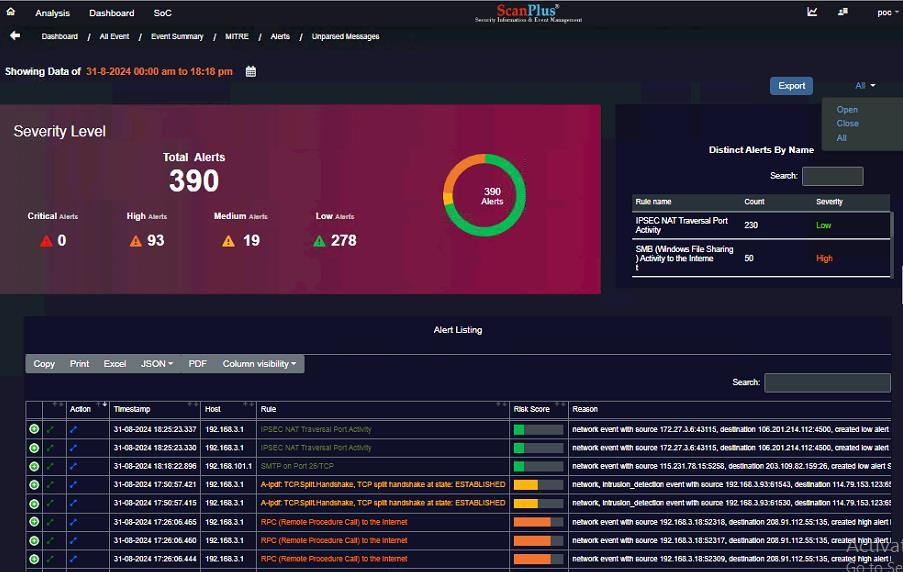 ScanPlus®
Security Information & Event Management
Analysis Dashboard SoC
poc
Dashboard / All Event / Event Summary / MITRE / Alerts / Unparsed Messages
Showing Data of 31-8-2024 00:00 am to 18:18 pm
Export
All
Open
Close
All
Severity Level
Total Alerts
390
Critical Alerts
High Alerts
Medium Alerts
Low Alerts
0
93
19
278
390
Alerts
Distinct Alerts By Name
Search:
Rule name Count Severity
IPSEC NAT Traversal Port
Activity
230 Low
SMB (Windows File Sharing
) Activity to the Interne
t
50 High
Alert Listing
Copy Print Excel JSON PDF Column visibility
Search:
Action Timestamp Host Rule Risk Score Reason
31-08-2024 18:25:23.337 192.168.3.1 IPSEC NAT Traversal Port Activity network event with source 172.27.3.6:43115, destination 106.201.214.112:4500, created low alert
31-08-2024 18:25:23.330 192.168.3.1 IPSEC NAT Traversal Port Activity network event with source 172.27.3.6:43115, destination 106.201.214.112:4500, created low alert
31-08-2024 18:18:22.896 192.168.101.1 SMTP on Port 26/TCP network event with source 115.231.78.15:5258, destination 203.109.82.159:26, created low alert S
31-08-2024 17:50:57.421 192.168.3.1 A-Ipdf: TCP.Split.Handshake, TCP split handshake at state: ESTABLISHED network, intrusion_detection event with source 192.168.3.93:61543, destination 114.79.153.123:65
31-08-2024 17:50:57.415 192.168.3.1 A-Ipdf: TCP.Split.Handshake, TCP split handshake at state: ESTABLISHED network, intrusion_detection event with source 192.168.3.93:61530, destination 114.79.153.123:65
31-08-2024 17:26:06.465 192.168.3.1 RPC (Remote Procedure Call) to the Internet network event with source 192.168.3.18:52318, destination 208.91.112.55:135, created high alert
31-08-2024 17:26:06.460 192.168.3.1 RPC (Remote Procedure Call) to the Internet network event with source 192.168.3.18:52317, destination 208.91.112.55:135, created high alert
31-08-2024 17:26:06.444 192.168.3.1 RPC (Remote Procedure Call) to the Internet network event with source 192.168.3.18:52309, destination 208.91.112.55:135, created high alert
Activat
Go to Se